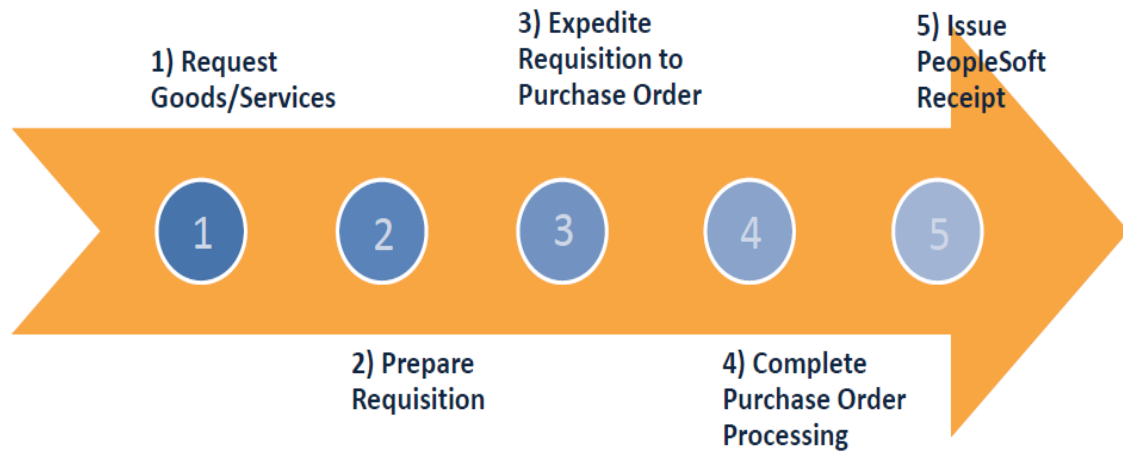 1) Request
Goods/Services
3) Expedite
Requisition to
Purchase Order
5) Issue
PeopleSoft
Receipt
1
2
3
4
5
2) Prepare
Requisition
4) Complete
Purchase Order
Processing